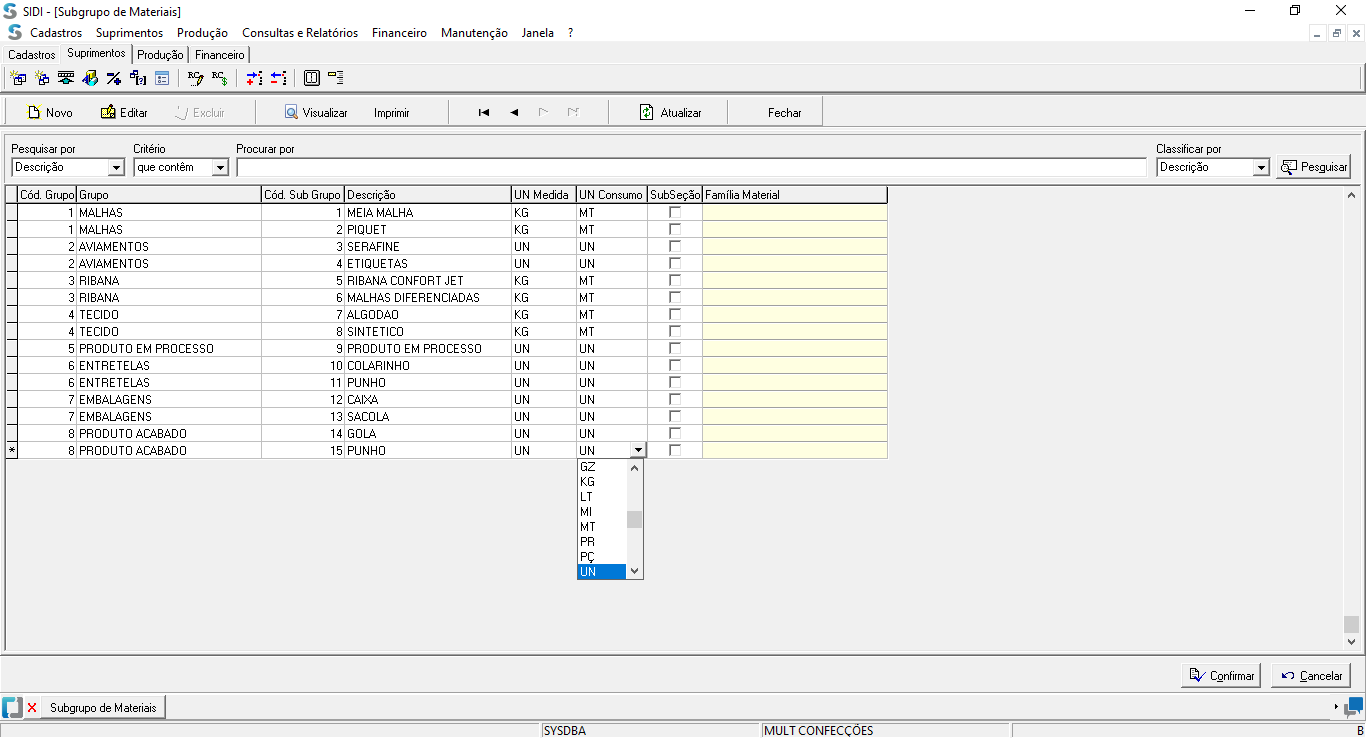 SIDI - [Subgrupo de Materiais]
Cadastros Suprimentos Produção Consultas e Relatórios Financeiro Manutenção Janela ?
Cadastros Suprimentos Produção Financeiro
Novo Editar Excluir Visualizar Imprimir Atualizar Fechar
Pesquisar por Critério Procurar por Classificar por
Descrição que contêm Descrição Pesquisar
Cód. Grupo Grupo Cód. Sub Grupo Descrição UN Medida UN Consumo SubSeção Família Material
1 MALHAS 1 MEIA MALHA KG MT
1 MALHAS 2 PIQUET KG MT
2 AVIAMENTOS 3 SERAFINE UN UN
2 AVIAMENTOS 4 ETIQUETAS UN UN
3 RIBANA 5 RIBANA CONFORT JET KG MT
3 RIBANA 6 MALHAS DIFERENCIADAS KG MT
4 TECIDO 7 ALGODAO KG MT
4 TECIDO 8 SINTETICO KG MT
5 PRODUTO EM PROCESSO 9 PRODUTO EM PROCESSO UN UN
6 ENTRETELAS 10 COLARINHO UN UN
6 ENTRETELAS 11 PUNHO UN UN
7 EMBALAGENS 12 CAIXA UN UN
7 EMBALAGENS 13 SACOLA UN UN
8 PRODUTO ACABADO 14 GOLA UN UN
* 8 PRODUTO ACABADO 15 PUNHO UN UN
GZ
KG
LT
MI
MT
PR
PÇ
UN
Confirmar Cancelar
Subgrupo de Materiais
SYSDBA MULT CONFECÇÕES B